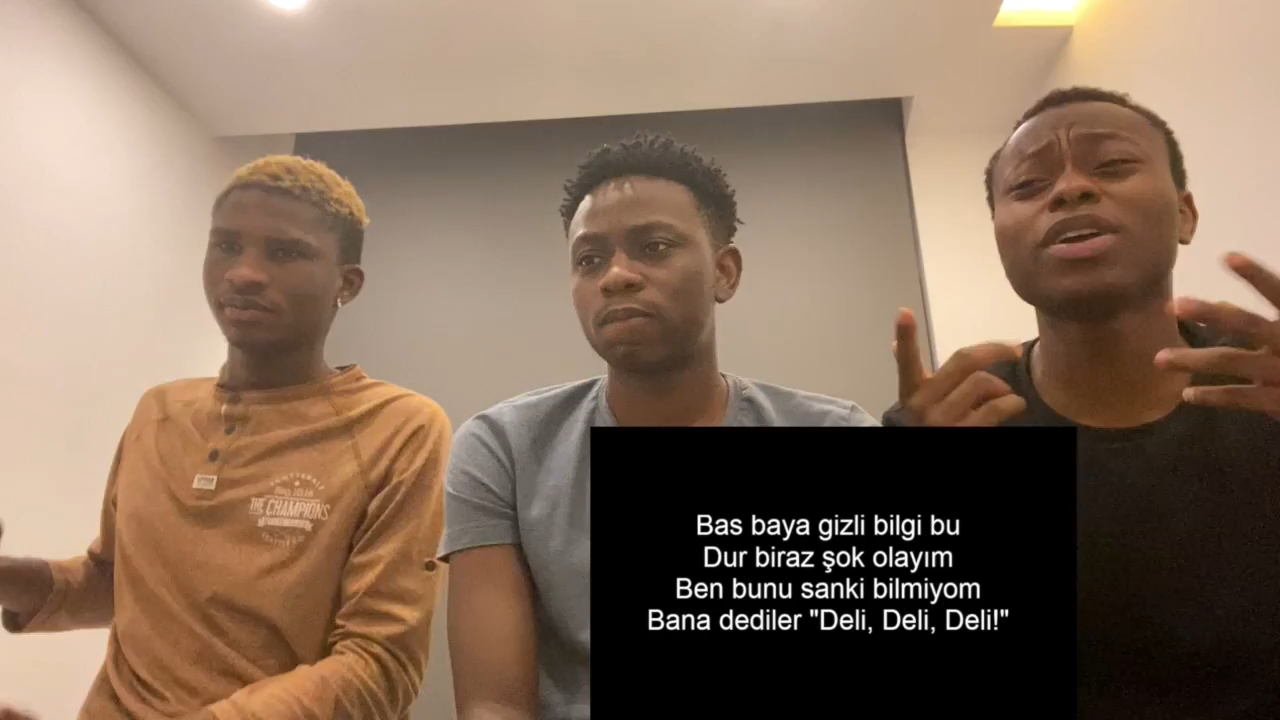 THE CHAMPIONS
Bas baya gizli bilgi bu
Dur biraz şok olayım
Ben bunu sanki bilmiyom
Bana dediler "Deli, Deli, Deli!"